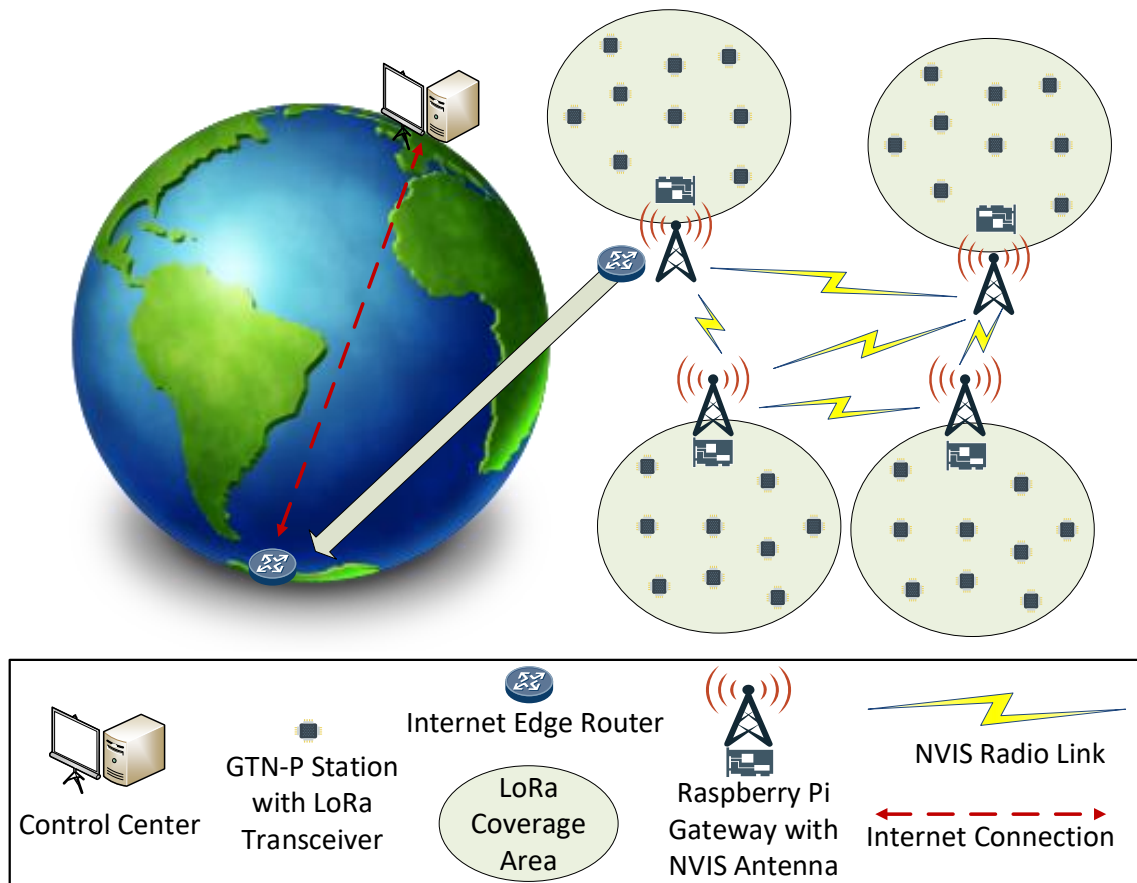 Control Center
GTN-P Station
with LoRa
Transceiver
Internet Edge Router
LoRa
Coverage
Area
Raspberry Pi
Gateway with
NVIS Antenna
NVIS Radio Link
Internet Connection